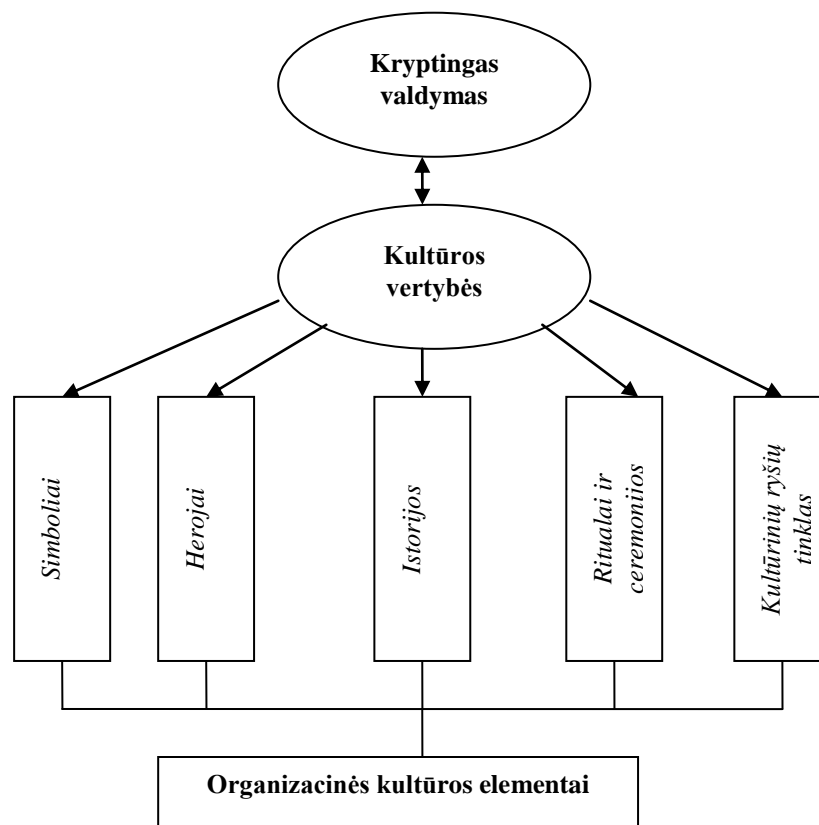 Kryptingas
valdymas
Kultūros
vertybės
Simboliai
Herojai
Istorijos
Ritualai ir
ceremonijos
Kultūrinių ryšių
tinklas
Organizacinės kultūros elementai